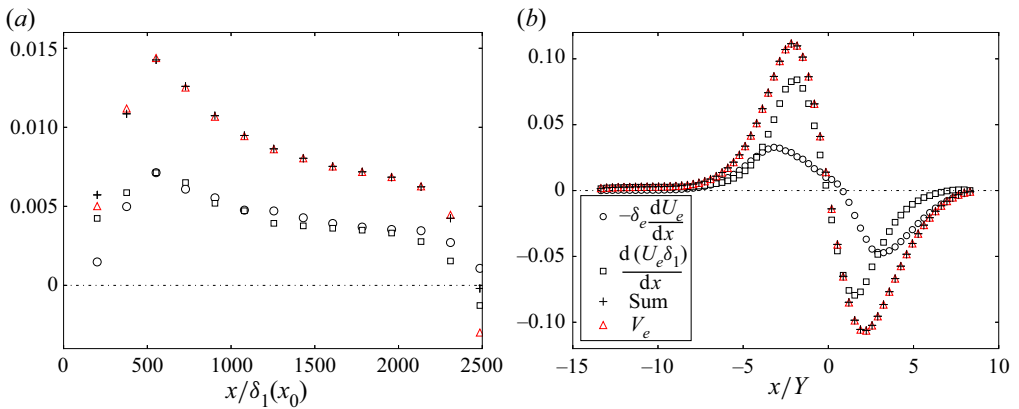 (a)
0.015
0.010
0.005
0
0 500 1000 1500 2000 2500
x/δ₁(x₀)
(b)
0.10
0.05
0
−0.05
−0.10
−δₑ dUₑ/dx
d(Uₑδ₁)/dx
Sum
Vₑ
−15 −10 −5 0 5 10
x/Y